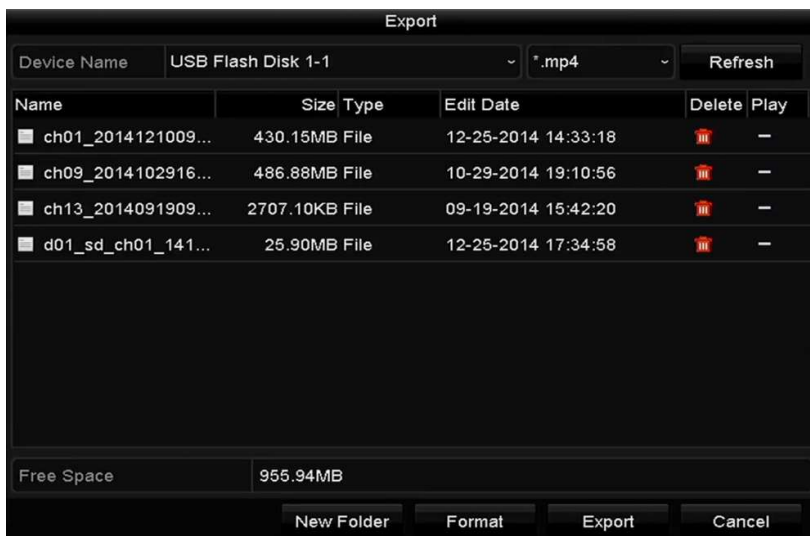 Export
Device Name USB Flash Disk 1-1 *.mp4 Refresh
Name Size Type Edit Date Delete Play
ch01_2014121009... 430.15MB File 12-25-2014 14:33:18
ch09_2014102916... 486.88MB File 10-29-2014 19:10:56
ch13_2014091909... 2707.10KB File 09-19-2014 15:42:20
d01_sd_ch01_141... 25.90MB File 12-25-2014 17:34:58
Free Space 955.94MB
New Folder Format Export Cancel